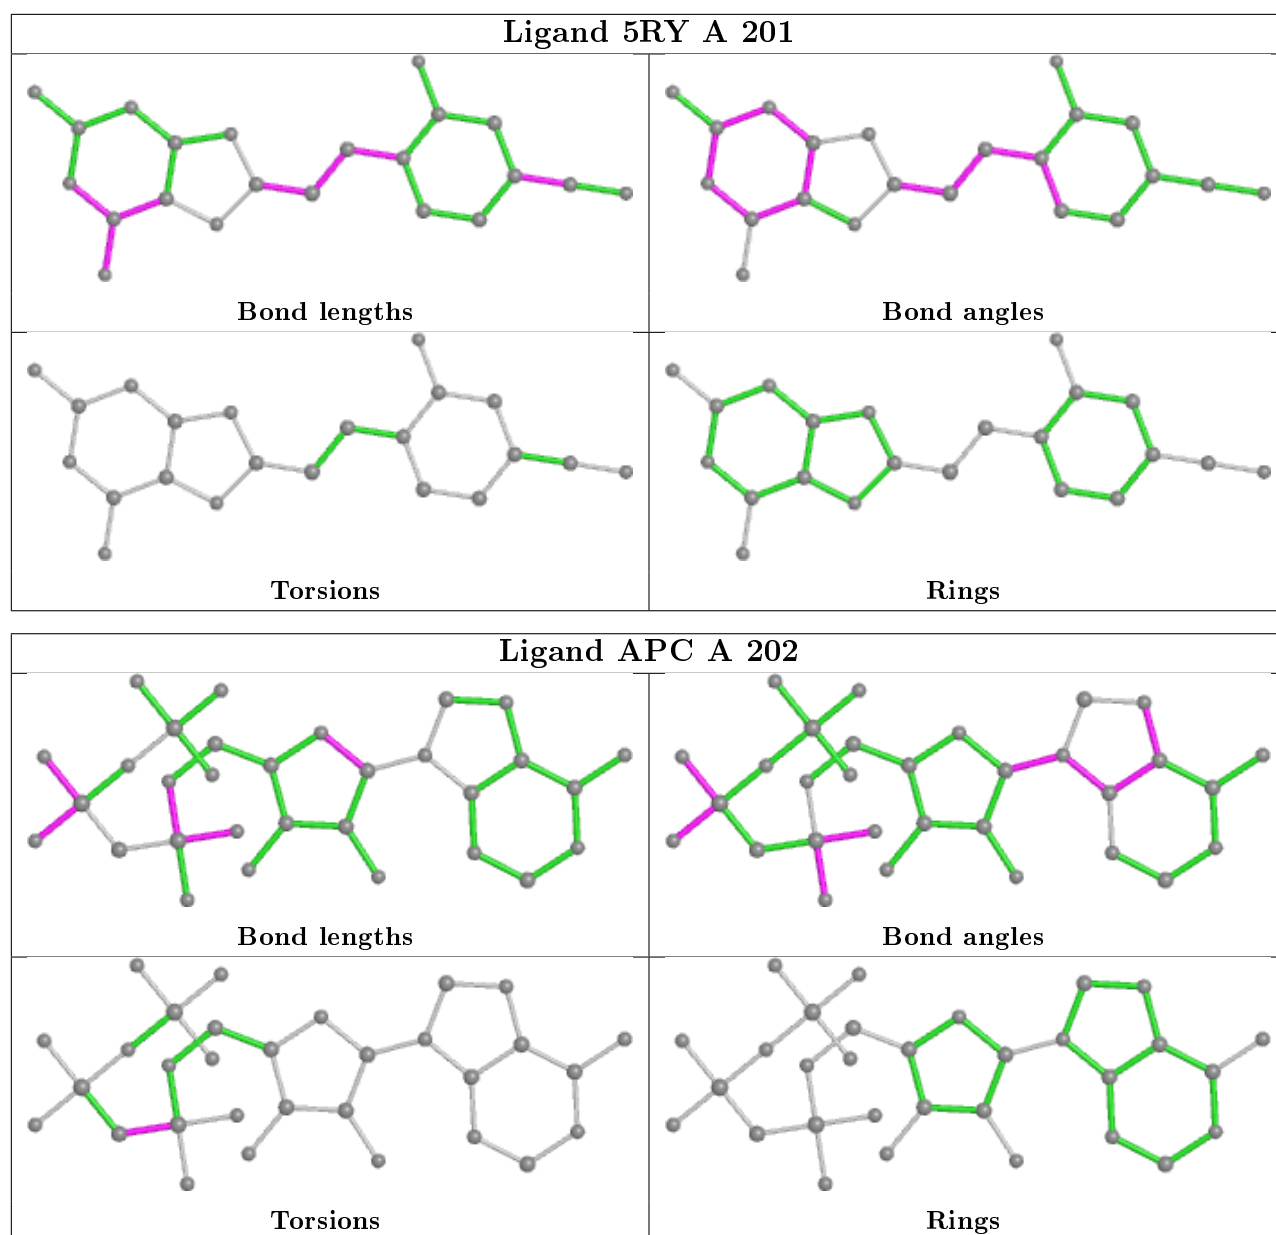 Ligand 5RY A 201
Bond lengths
Bond angles
Torsions
Rings
Ligand APC A 202
Bond lengths
Bond angles
Torsions
Rings